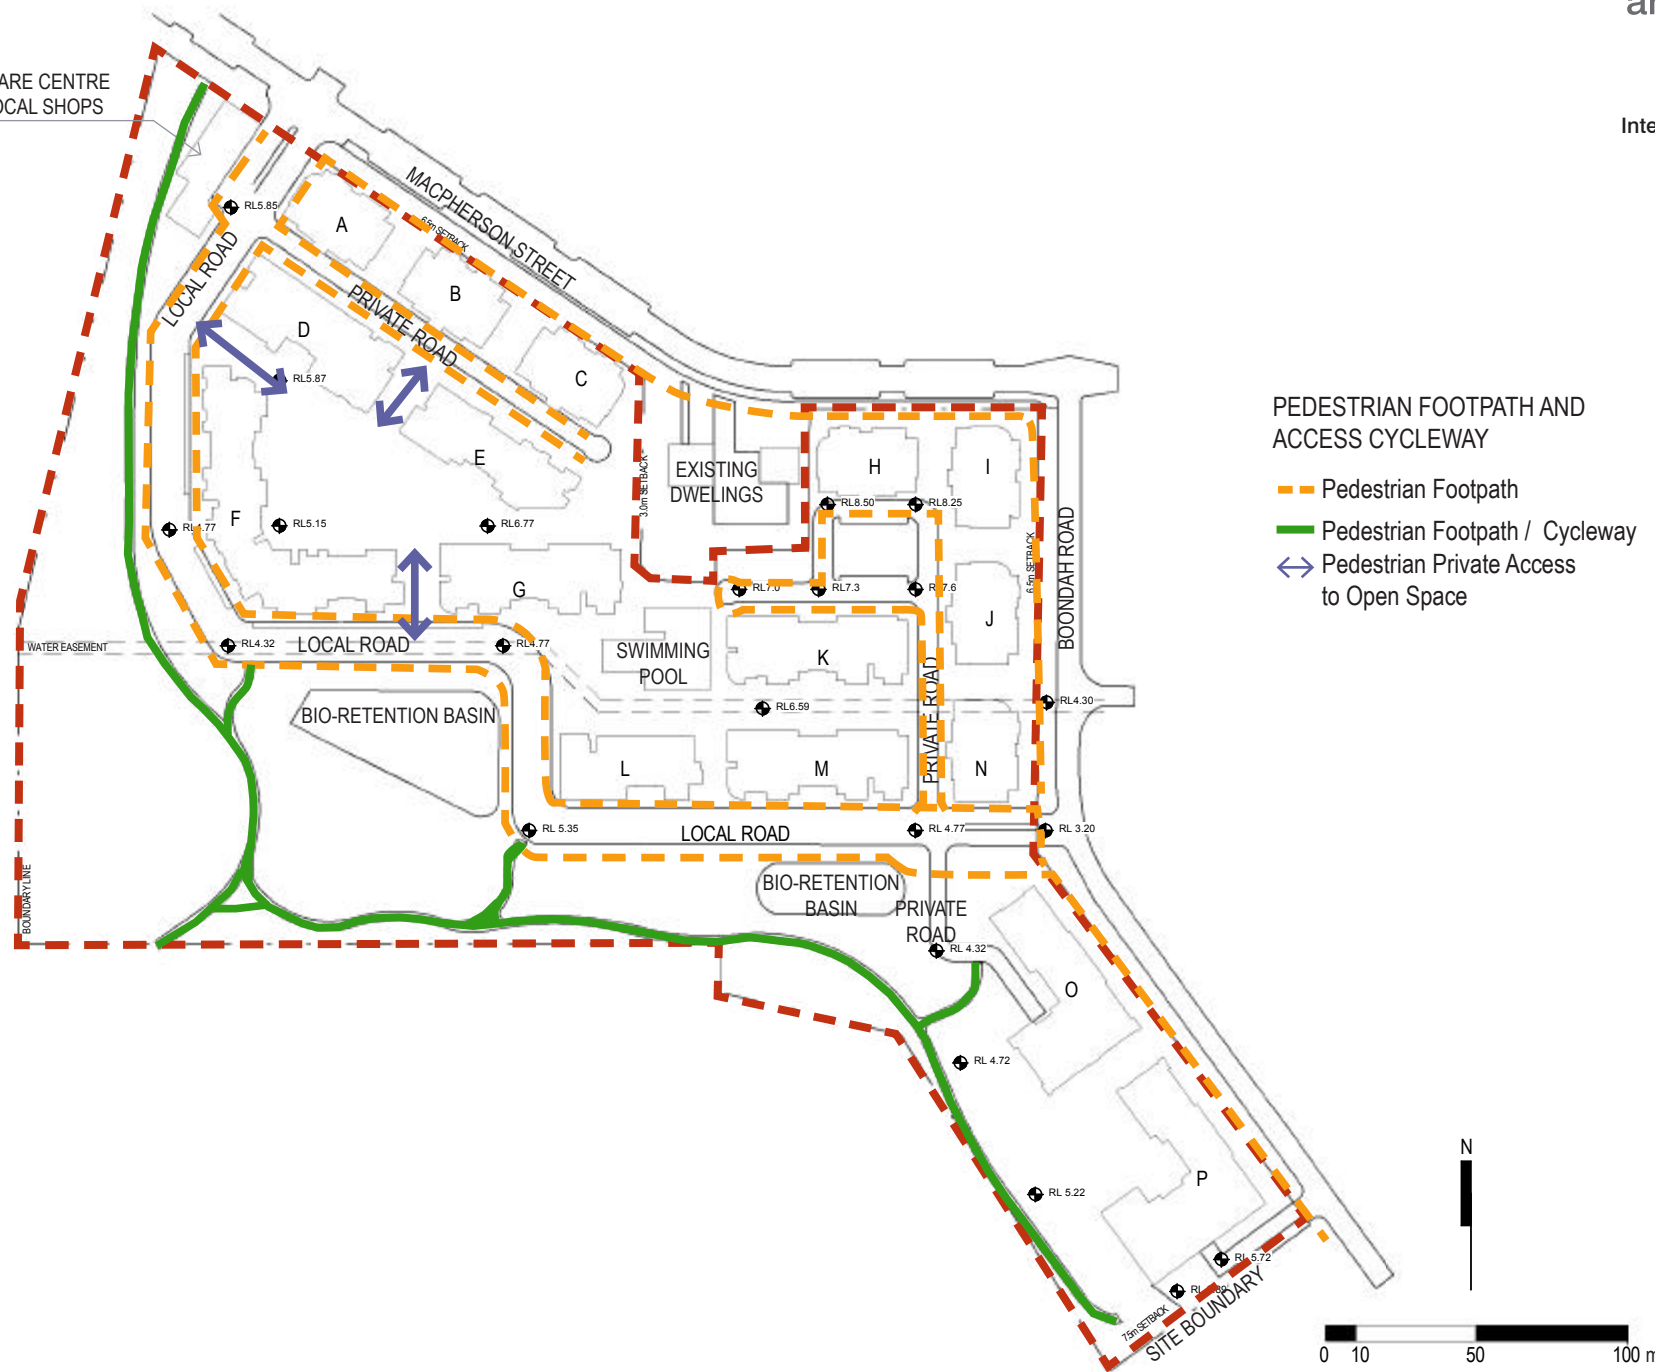 ARE CENTRE
OCAL SHOPS
Inte
MACPHERSON STREET
6.5m SETBACK
RL5.85
A
B
C
LOCAL ROAD
PRIVATE ROAD
D
RL5.87
E
F
RL5.15
RL6.77
G
3.0m SETBACK
EXISTING
DWELINGS
H
I
RL8.50
RL8.25
6.5m SETBACK
BOONDAH ROAD
RL7.0
RL7.3
J
PEDESTRIAN FOOTPATH AND
ACCESS CYCLEWAY
Pedestrian Footpath
Pedestrian Footpath / Cycleway
Pedestrian Private Access
to Open Space
WATER EASEMENT
RL4.32
LOCAL ROAD
RL4.77
SWIMMING
POOL
K
PRIVATE ROAD
RL6.59
RL4.30
BIO-RETENTION BASIN
L
M
N
RL 5.35
LOCAL ROAD
RL 4.77
RL 3.20
BOUNDARY LINE
BIO-RETENTION
BASIN
PRIVATE
ROAD
RL 4.32
O
RL 4.72
P
RL 5.22
RL 5.72
7.5m SETBACK
SITE BOUNDARY
N
0 10 50 100 m